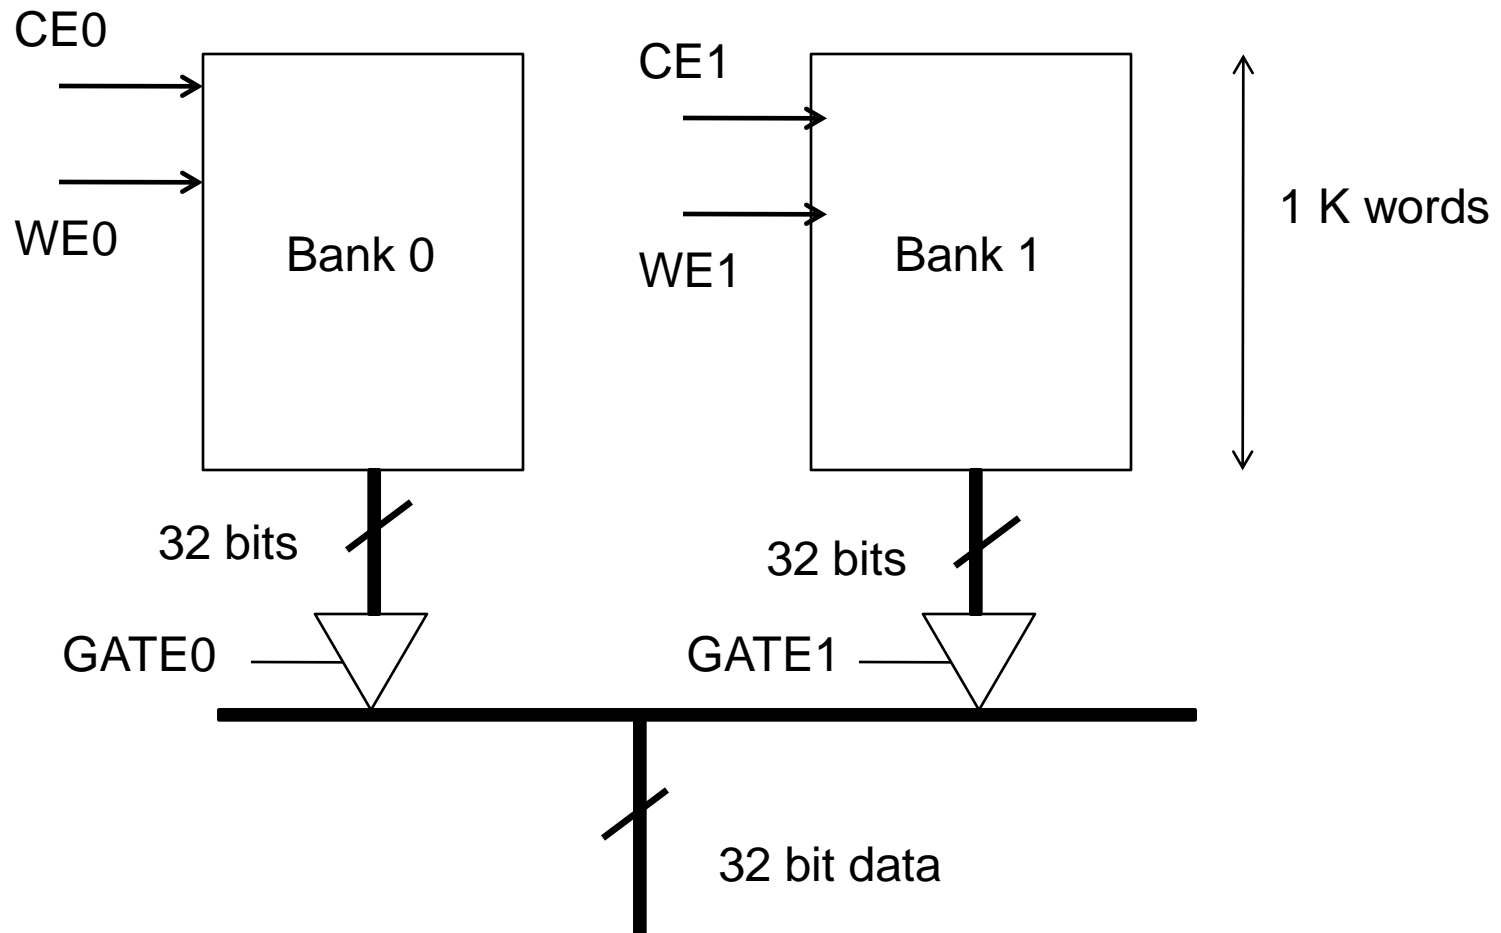 CE0
CE1
1 K words
WE0
Bank 0
WE1
Bank 1
32 bits
32 bits
GATE0
GATE1
32 bit data